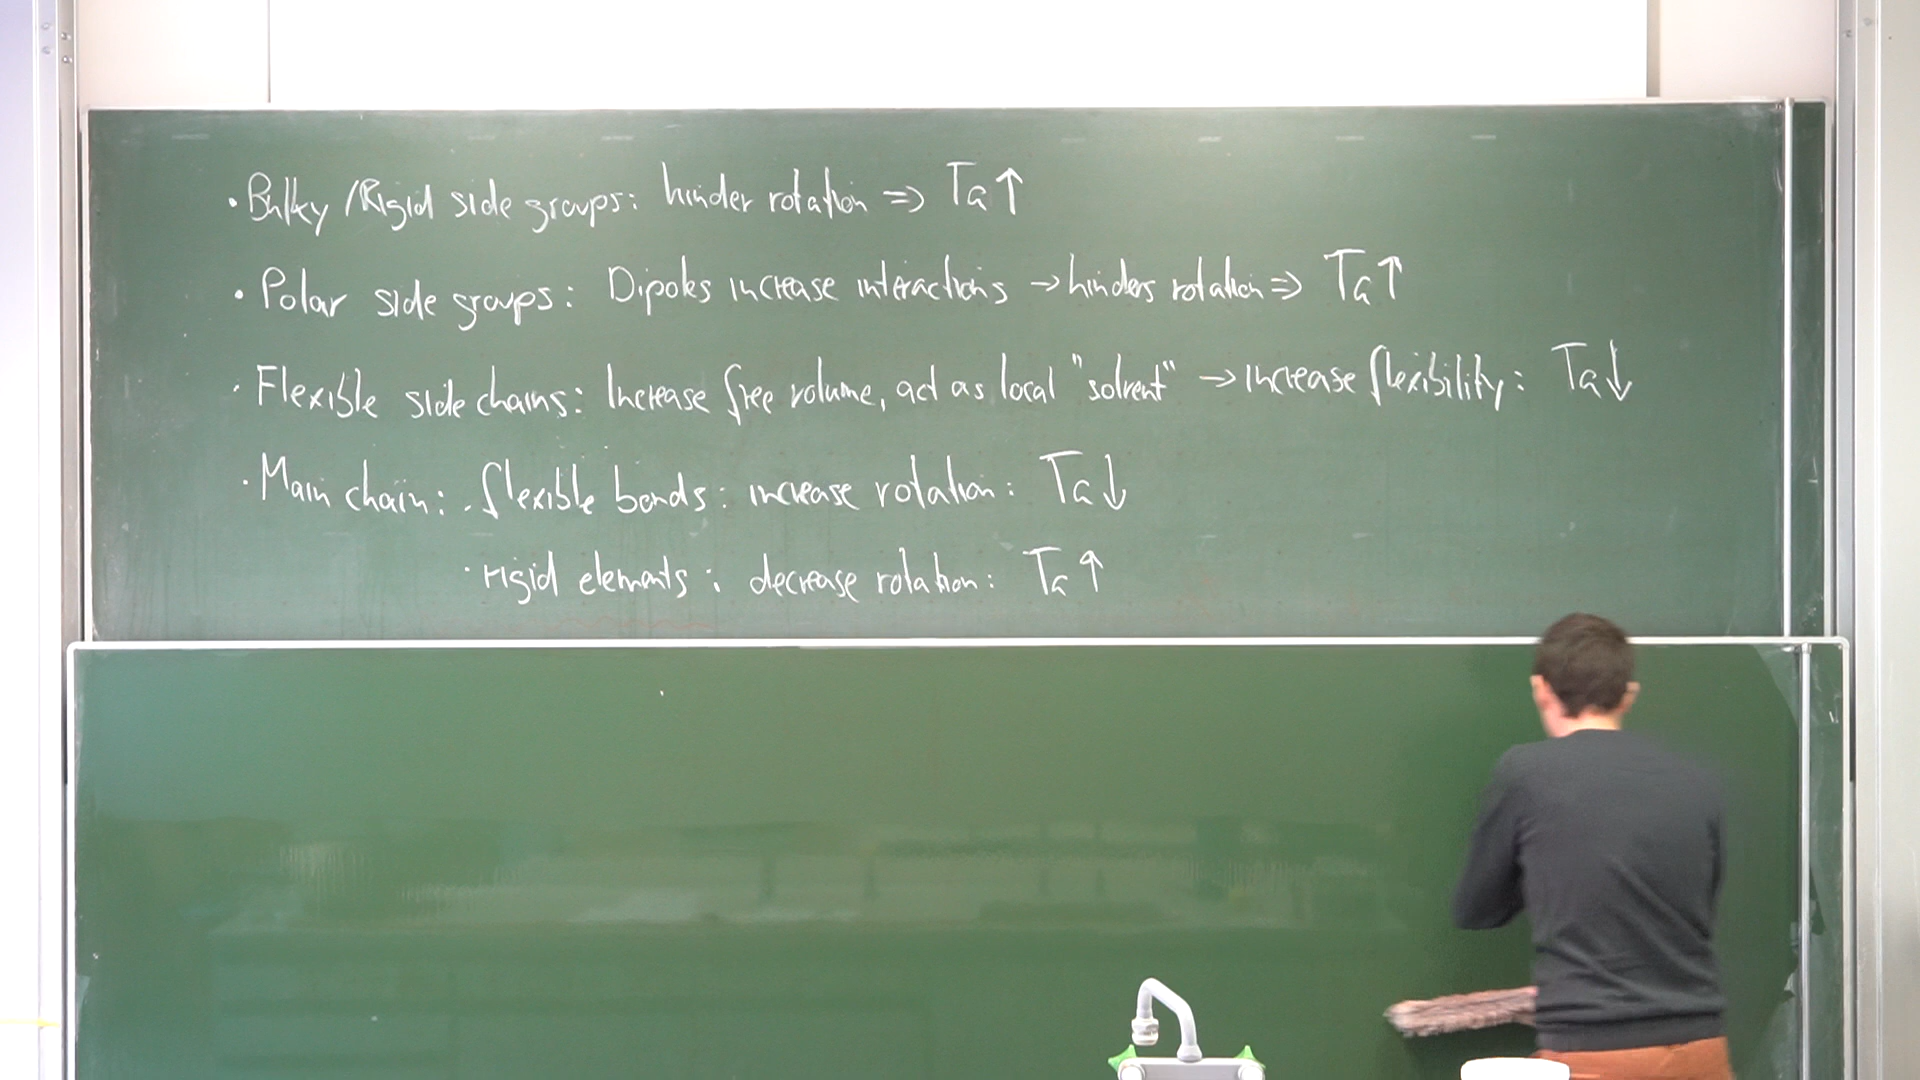 · Bulky /Rigid side groups: hinder rotation ⇒ TG ↑
· Polar side groups: Dipoles increase interactions → hinders rotation ⇒ TG ↑
· Flexible side chains: Increase free volume, act as local "solvent" → increase flexibility: TG ↓
· Main chain: · flexible bonds: increase rotation: TG ↓
· rigid elements: decrease rotation: TG ↑